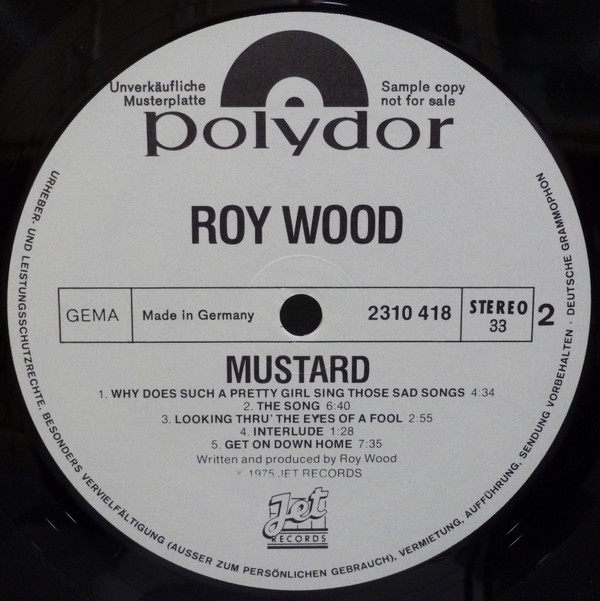 Unverkäufliche
Musterplatte
Sample copy
not for sale
polydor
ROY WOOD
GEMA
Made in Germany
2310 418
STEREO
33
2
MUSTARD
1. WHY DOES SUCH A PRETTY GIRL SING THOSE SAD SONGS 4:34
2. THE SONG 6:40
3. LOOKING THRU' THE EYES OF A FOOL 2:55
4. INTERLUDE 1:28
5. GET ON DOWN HOME 7:35
Written and produced by Roy Wood
℗ 1975 JET RECORDS
Jet
RECORDS
URHEBER- UND LEISTUNGSSCHUTZRECHTE, BESONDERS VERVIELFÄLTIGUNG (AUSSER ZUM PERSÖNLICHEN GEBRAUCH), VERMIETUNG, AUFFÜHRUNG, SENDUNG VORBEHALTEN · DEUTSCHE GRAMMOPHON